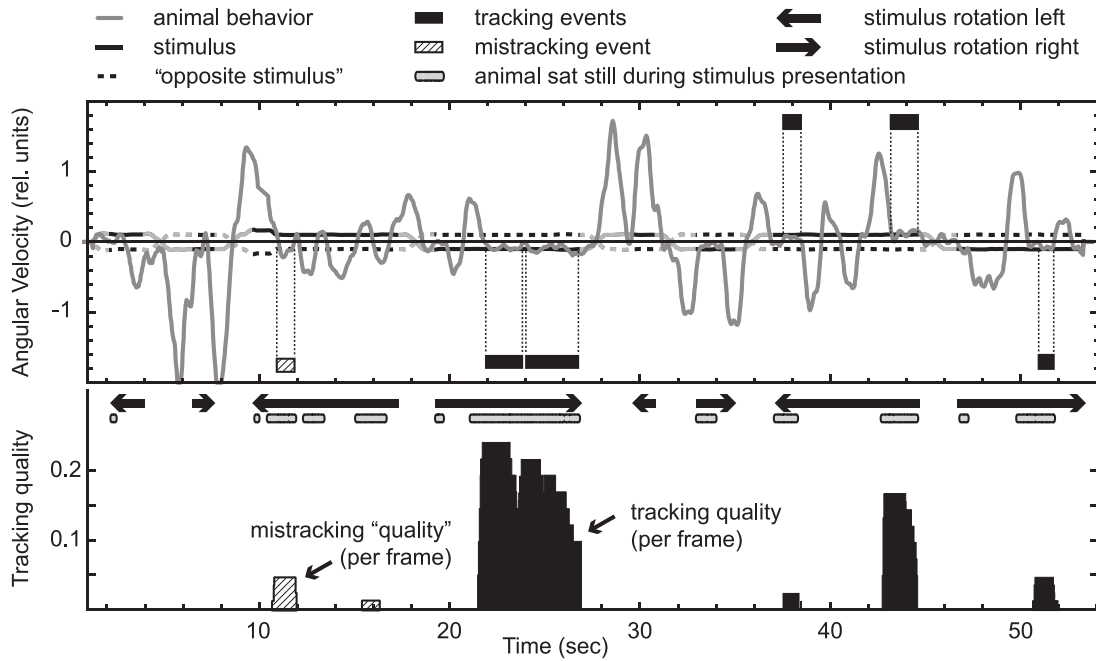 animal behavior
stimulus
"opposite stimulus"
tracking events
mistracking event
animal sat still during stimulus presentation
stimulus rotation left
stimulus rotation right
Angular Velocity (rel. units)
1
0
-1
Tracking quality
0.2
0.1
mistracking "quality"
(per frame)
tracking quality
(per frame)
10
20
30
40
50
Time (sec)